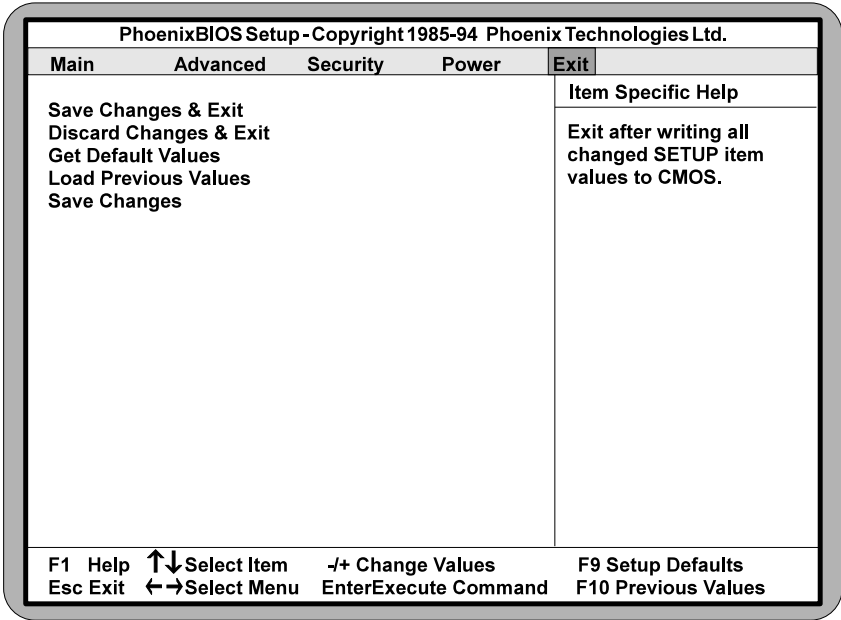 PhoenixBIOS Setup - Copyright 1985-94 Phoenix Technologies Ltd.
Main Advanced Security Power Exit
Save Changes & Exit
Discard Changes & Exit
Get Default Values
Load Previous Values
Save Changes
Item Specific Help
Exit after writing all
changed SETUP item
values to CMOS.
F1 Help ↑↓Select Item -/+ Change Values F9 Setup Defaults
Esc Exit ←→Select Menu EnterExecute Command F10 Previous Values